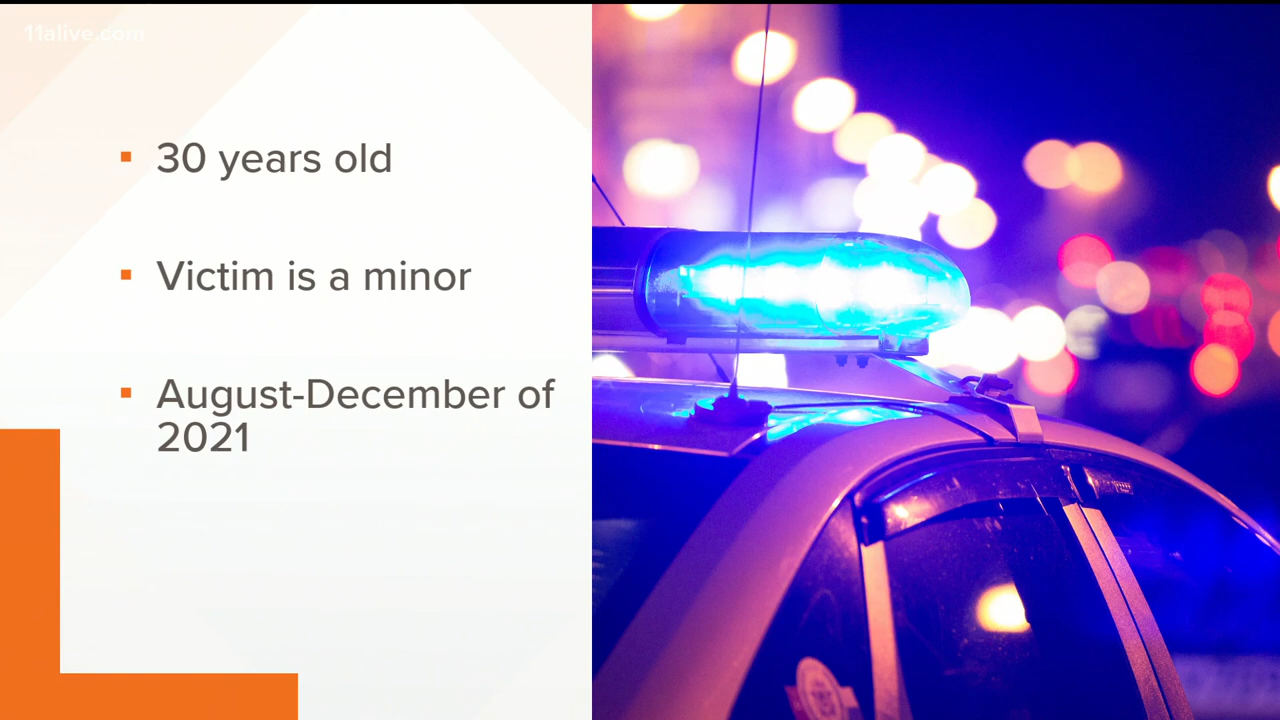 11alive.com
30 years old
Victim is a minor
August-December of
2021